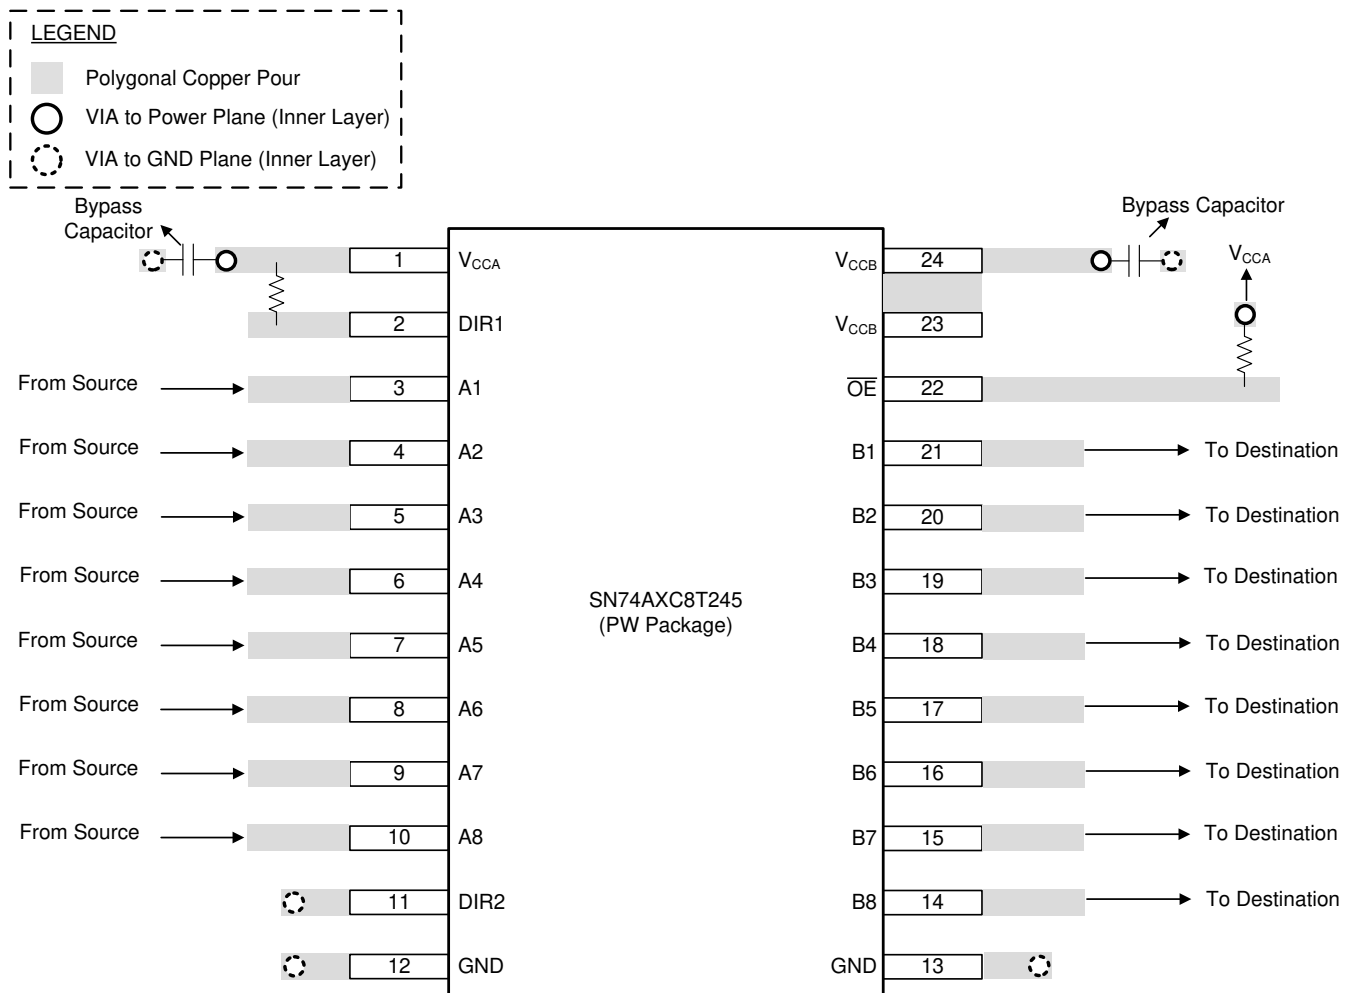 LEGEND
Polygonal Copper Pour
VIA to Power Plane (Inner Layer)
VIA to GND Plane (Inner Layer)
Bypass
Capacitor
Bypass Capacitor
VCCA
1 VCCA
VCCB 24
2 DIR1
VCCB 23
From Source 3 A1
OE 22
From Source 4 A2
B1 21 To Destination
From Source 5 A3
B2 20 To Destination
From Source 6 A4
B3 19 To Destination
SN74AXC8T245
(PW Package)
From Source 7 A5
B4 18 To Destination
From Source 8 A6
B5 17 To Destination
From Source 9 A7
B6 16 To Destination
From Source 10 A8
B7 15 To Destination
11 DIR2
B8 14 To Destination
12 GND
GND 13